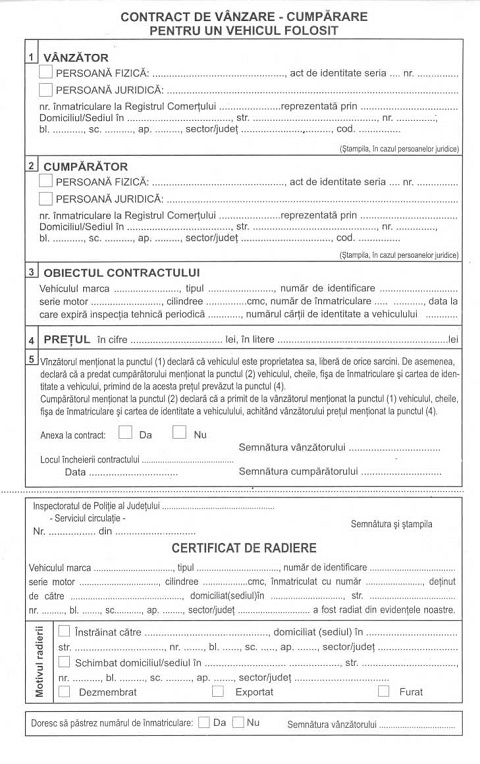 CONTRACT DE VÂNZARE - CUMPĂRARE
PENTRU UN VEHICUL FOLOSIT
1 VÂNZĂTOR
PERSOANĂ FIZICĂ: ................................., act de identitate seria .... nr. .............
PERSOANĂ JURIDICĂ: ..............................................................................
nr. înmatriculare la Registrul Comerţului ................reprezentată prin ........................
Domiciliu/Sediul în .........................., str. ..................................., nr. ..............;
bl. .........., sc. .........., ap. ........, sector/judeţ ........................, cod. ................
(Ştampila, în cazul persoanelor juridice)
2 CUMPĂRĂTOR
PERSOANĂ FIZICĂ: ................................., act de identitate seria .... nr. .............
PERSOANĂ JURIDICĂ: ..............................................................................
nr. înmatriculare la Registrul Comerţului ................reprezentată prin ........................
Domiciliu/Sediul în .........................., str. ..................................., nr. ..............,
bl. .........., sc. .........., ap. ........, sector/judeţ ........................, cod. ................
(Ştampila, în cazul persoanelor juridice)
3 OBIECTUL CONTRACTULUI
Vehiculul marca ...................., tipul ................, număr de identificare .....................
serie motor ..................., cilindree ............cmc, număr de înmatriculare ..... .........., data la
care expiră inspecţia tehnică periodică .........., numărul cărţii de identitate a vehiculului ..........
4 PREŢUL în cifre ............................. lei, în litere ..........................................lei
5 Vînzătorul menţionat la punctul (1) declară că vehiculul este proprietatea sa, liberă de orice sarcini. De asemenea,
declară că a predat cumpărătorului menţionat la punctul (2) vehiculul, cheile, fişa de înmatriculare şi cartea de iden-
titate a vehiculului, primind de la acesta preţul prevăzut la punctul (4).
Cumpărătorul menţionat la punctul (2) declară că a primit de la vânzătorul menţionat la punctul (1) vehiculul, cheile,
fişa de înmatriculare şi cartea de identitate a vehiculului, achitând vânzătorului preţul menţionat la punctul (4).
Anexa la contract: Da Nu
Semnătura vânzătorului ......................
Locul încheierii contractului ..............................
Data ............................. Semnătura cumpărătorului ....................
Inspectoratul de Poliţie al Judeţului ..........................................
- Serviciul circulaţie -
Nr. ................ din ............................
Semnătura şi ştampila
CERTIFICAT DE RADIERE
Vehiculul marca ........................, tipul ........................, număr de identificare .....................
serie motor ......................, cilindree ...............cmc, înmatriculat cu număr ..............., deţinut
de către ..............................., domiciliat(sediul)în .........................., str. .....................
nr. ........, bl. ......., sc.........., ap. ......., sector/judeţ .................... a fost radiat din evidenţele noastre.
Motivul radierii
Înstrăinat către ..............................., domiciliat (sediul) în .......................
str. ......................., nr. ......., bl. ......, sc. ....., ap. ......, sector/judeţ .....................
Schimbat domiciliul/sediul în .................................., str. .............................,
nr. .........., bl. ........, sc. ........, ap. ......, sector/judeţ .......................
Dezmembrat Exportat Furat
Doresc să păstrez numărul de înmatriculare: Da Nu Semnătura vânzătorului ....................